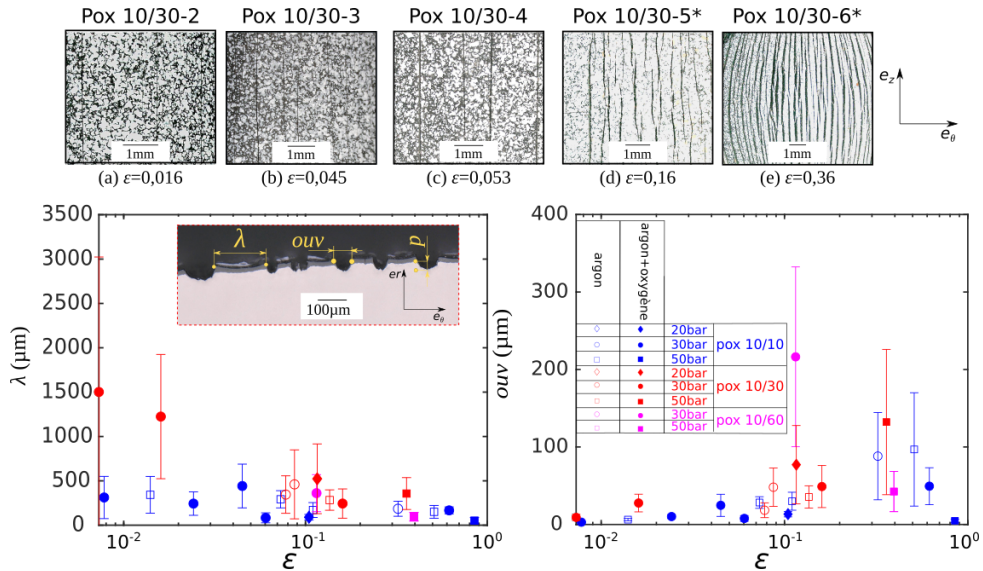 Pox 10/30-2
Pox 10/30-3
Pox 10/30-4
Pox 10/30-5*
Pox 10/30-6*
1mm
1mm
1mm
1mm
1mm
e_z
e_θ
(a) ε=0,016
(b) ε=0,045
(c) ε=0,053
(d) ε=0,16
(e) ε=0,36
λ (μm)
3500
3000
2500
2000
1500
1000
500
0
10⁻²
10⁻¹
10⁰
ε
λ
ouv
d
er
e_θ
100μm
ouv (μm)
400
300
200
100
0
10⁻²
10⁻¹
10⁰
ε
argon
argon+oxygène
20bar
30bar
pox 10/10
50bar
20bar
30bar
pox 10/30
50bar
30bar
pox 10/60
50bar